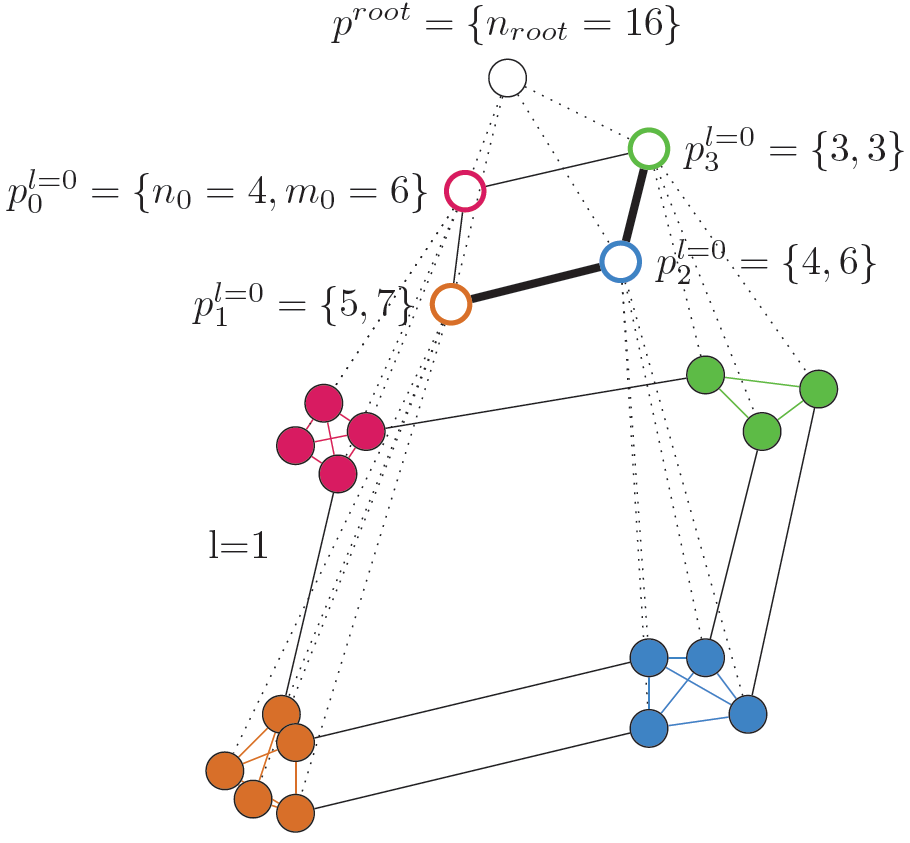 p^{root} = \{n_{root} = 16\}
p_3^{l=0} = \{3, 3\}
p_0^{l=0} = \{n_0 = 4, m_0 = 6\}
p_2^{l=0} = \{4, 6\}
p_1^{l=0} = \{5, 7\}
l=1